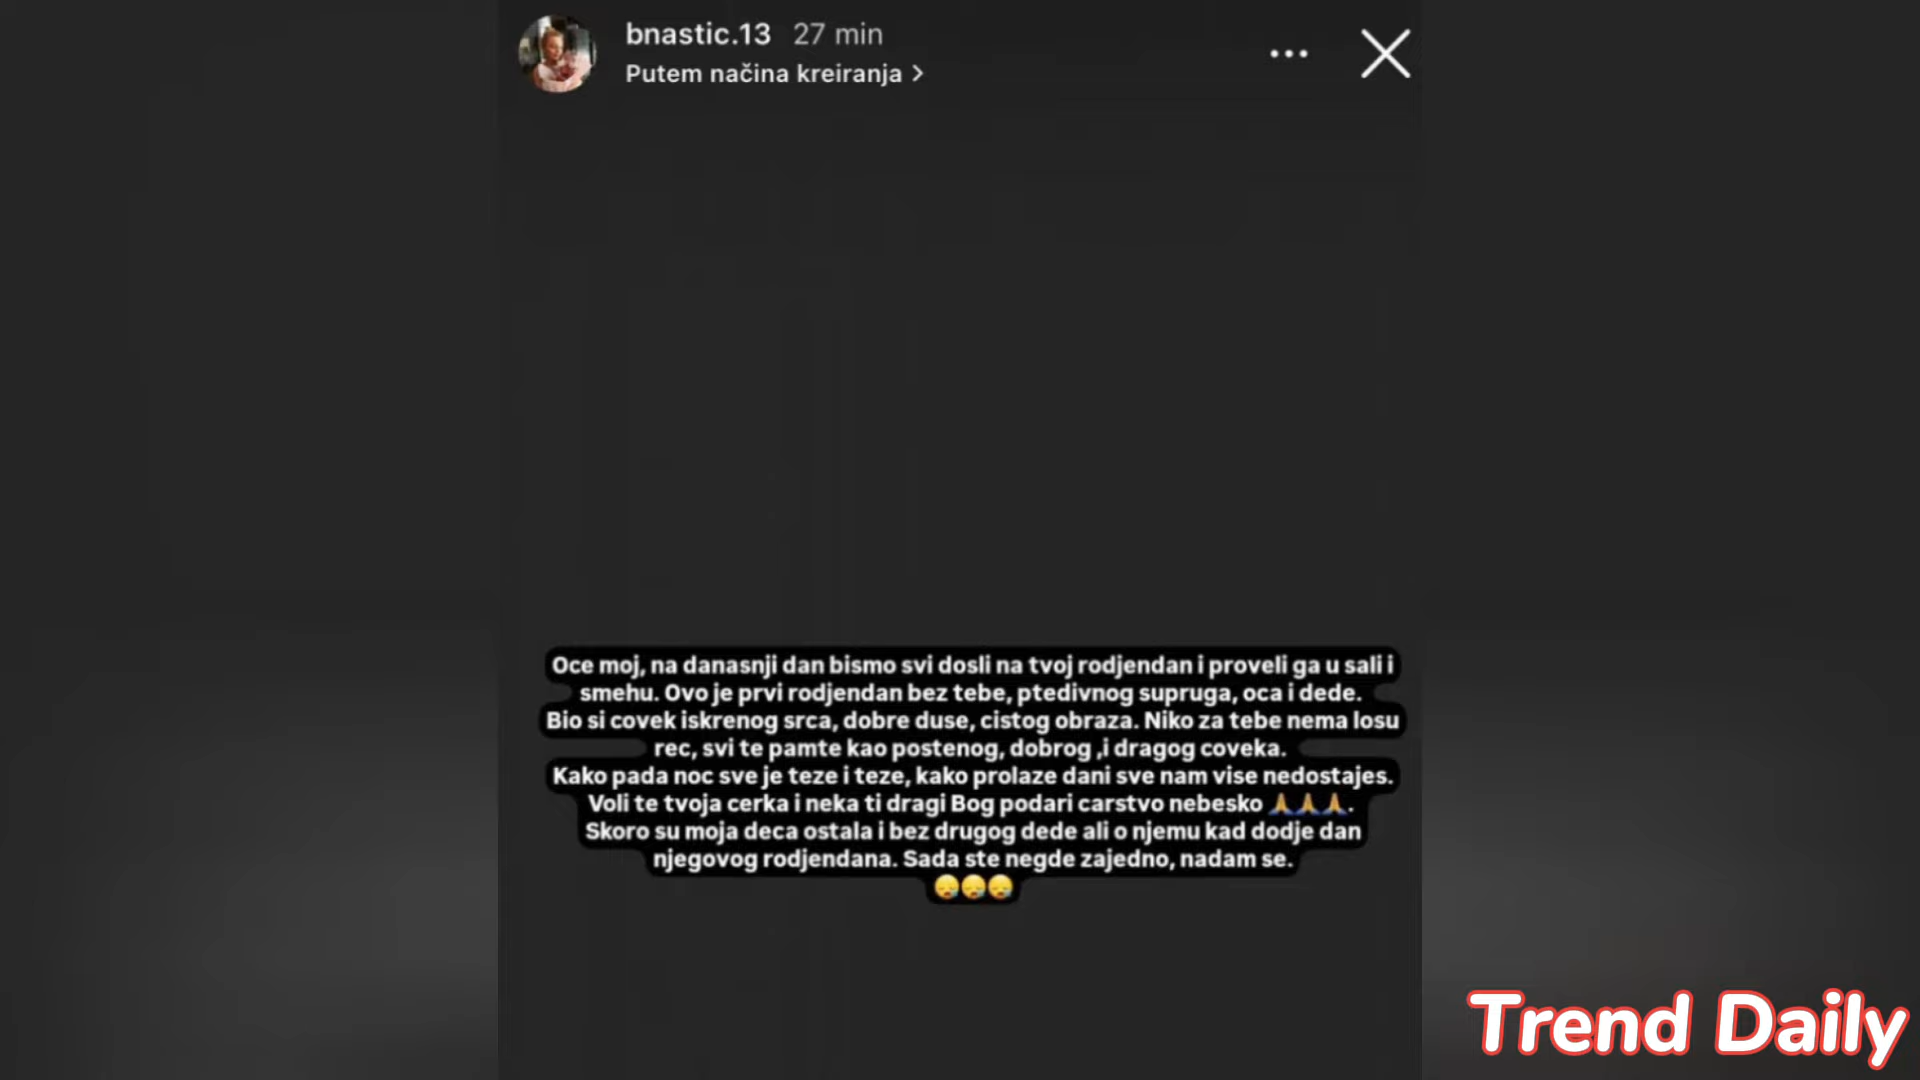 bnastic.13 27 min
Putem načina kreiranja >
Oce moj, na danasnji dan bismo svi dosli na tvoj rodjendan i proveli ga u sali i
smehu. Ovo je prvi rodjendan bez tebe, ptedivnog supruga, oca i dede.
Bio si covek iskrenog srca, dobre duse, cistog obraza. Niko za tebe nema losu
rec, svi te pamte kao postenog, dobrog ,i dragog coveka.
Kako pada noc sve je teze i teze, kako prolaze dani sve nam vise nedostajes.
Voli te tvoja cerka i neka ti dragi Bog podari carstvo nebesko 🙏🙏🙏.
Skoro su moja deca ostala i bez drugog dede ali o njemu kad dodje dan
njegovog rodjendana. Sada ste negde zajedno, nadam se.
😪😪😪
Trend Daily